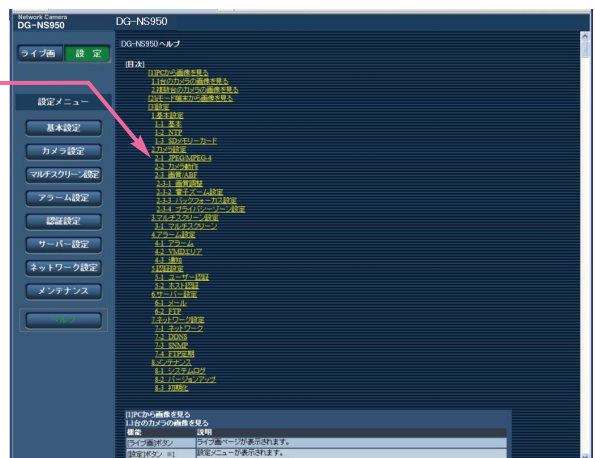 Network Camera
DG-NS950
DG-NS950
ライブ画
設 定
設定メニュー
基本設定
カメラ設定
マルチスクリーン設定
アラーム設定
認証設定
サーバー設定
ネットワーク設定
メンテナンス
ヘルプ
DG-NS950 ヘルプ
[目次]
[1]PCから画像を見る
1.1台のカメラの画像を見る
2.複数台のカメラの画像を見る
[2]iモード端末から画像を見る
[3]設定
1.基本設定
1-1 基本
1-2 NTP
1-3 SDメモリーカード
2.カメラ設定
2-1 JPEG/MPEG-4
2-2 カメラ動作
2-3 画質/ABF
2-3-1 画質調整
2-3-2 電子ズーム設定
2-3-3 バックフォーカス設定
2-3-4 プライバシーゾーン設定
3.マルチスクリーン設定
3-1 マルチスクリーン
4.アラーム設定
4-1 アラーム
4-2 VMDエリア
4-3 通知
5.認証設定
5-1 ユーザー認証
5-2 ホスト認証
6.サーバー設定
6-1 メール
6-2 FTP
7.ネットワーク設定
7-1 ネットワーク
7-2 DDNS
7-3 SNMP
7-4 FTP定期
8.メンテナンス
8-1 システムログ
8-2 バージョンアップ
8-3 初期化
[1]PCから画像を見る
1.1台のカメラの画像を見る
機能 説明
[ライブ画]ボタン ライブ画ページが表示されます。
[設定]ボタン ※1 設定メニューが表示されます。